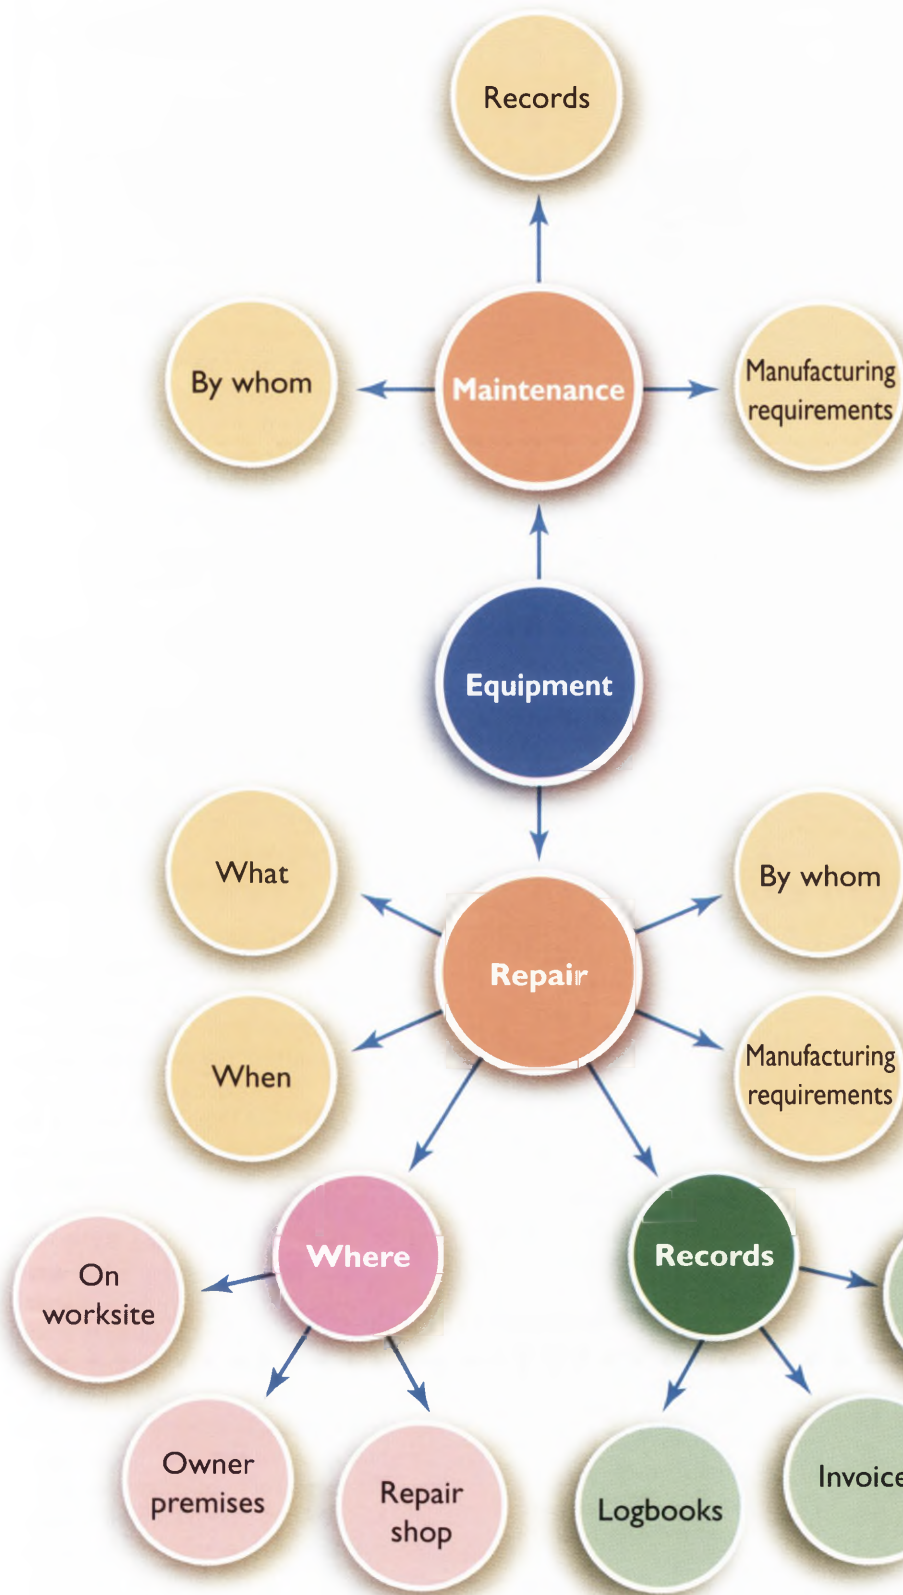 Records
By whom
Maintenance
Manufacturing
requirements
Equipment
What
By whom
Repair
When
Manufacturing
requirements
Where
Records
On
worksite
Owner
premises
Repair
shop
Logbooks
Invoice